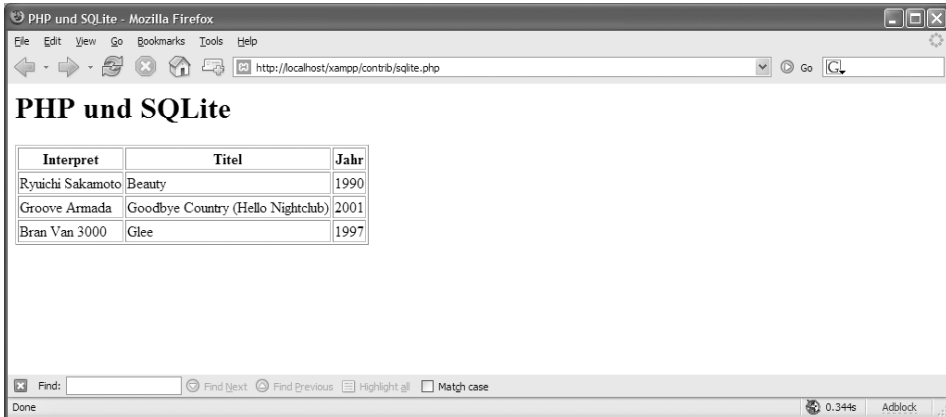 PHP und SQLite - Mozilla Firefox
File Edit View Go Bookmarks Tools Help
http://localhost/xampp/contrib/sqlite.php Go G
PHP und SQLite
Interpret Titel Jahr
Ryuichi Sakamoto Beauty 1990
Groove Armada Goodbye Country (Hello Nightclub) 2001
Bran Van 3000 Glee 1997
Find: Find Next Find Previous Highlight all Match case
Done 0.344s Adblock